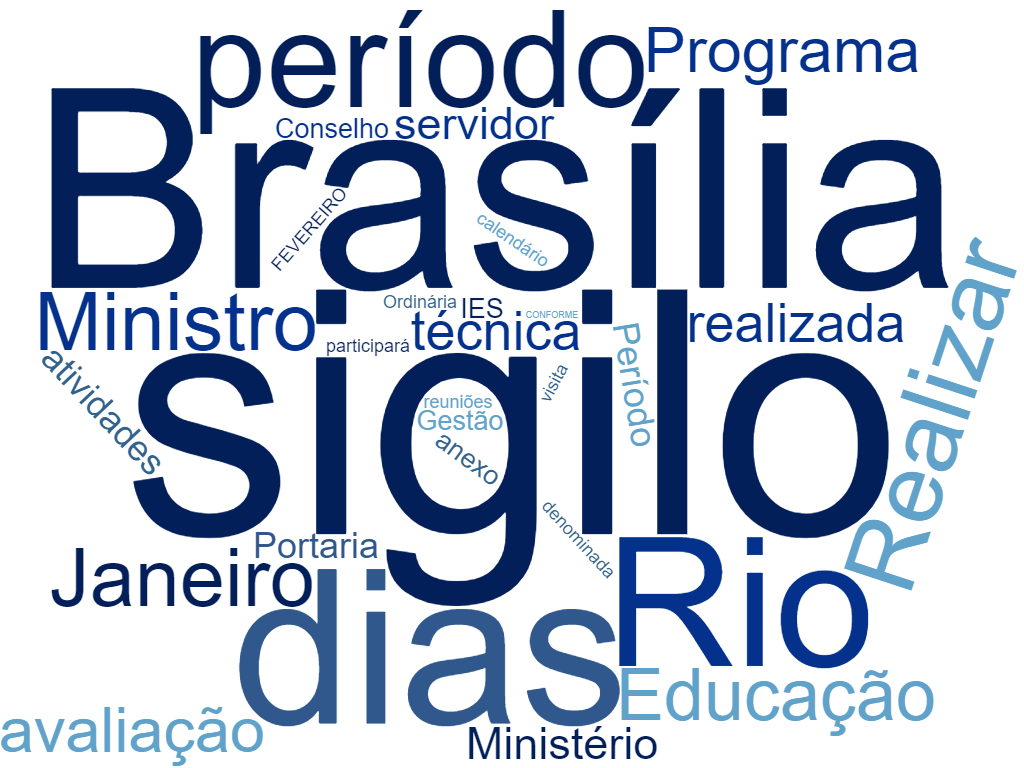 período
Programa
Conselho
servidor
Brasília
FEVEREIRO
calendário
Ministro
Ordinária
IES
CONFORME
técnica
realizada
participará
Período
Realizar
atividades
sigilo
visita
reuniões
Gestão
anexo
denominada
Portaria
Janeiro
dias
Rio
Educação
avaliação
Ministério